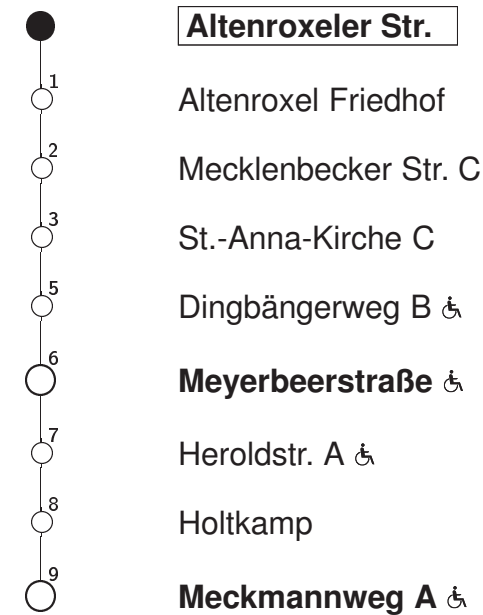 Altenroxeler Str.
1 Altenroxel Friedhof
2 Mecklenbecker Str. C
3 St.-Anna-Kirche C
5 Dingbängerweg B
6 Meyerbeerstraße
7 Heroldstr. A
8 Holtkamp
9 Meckmannweg A